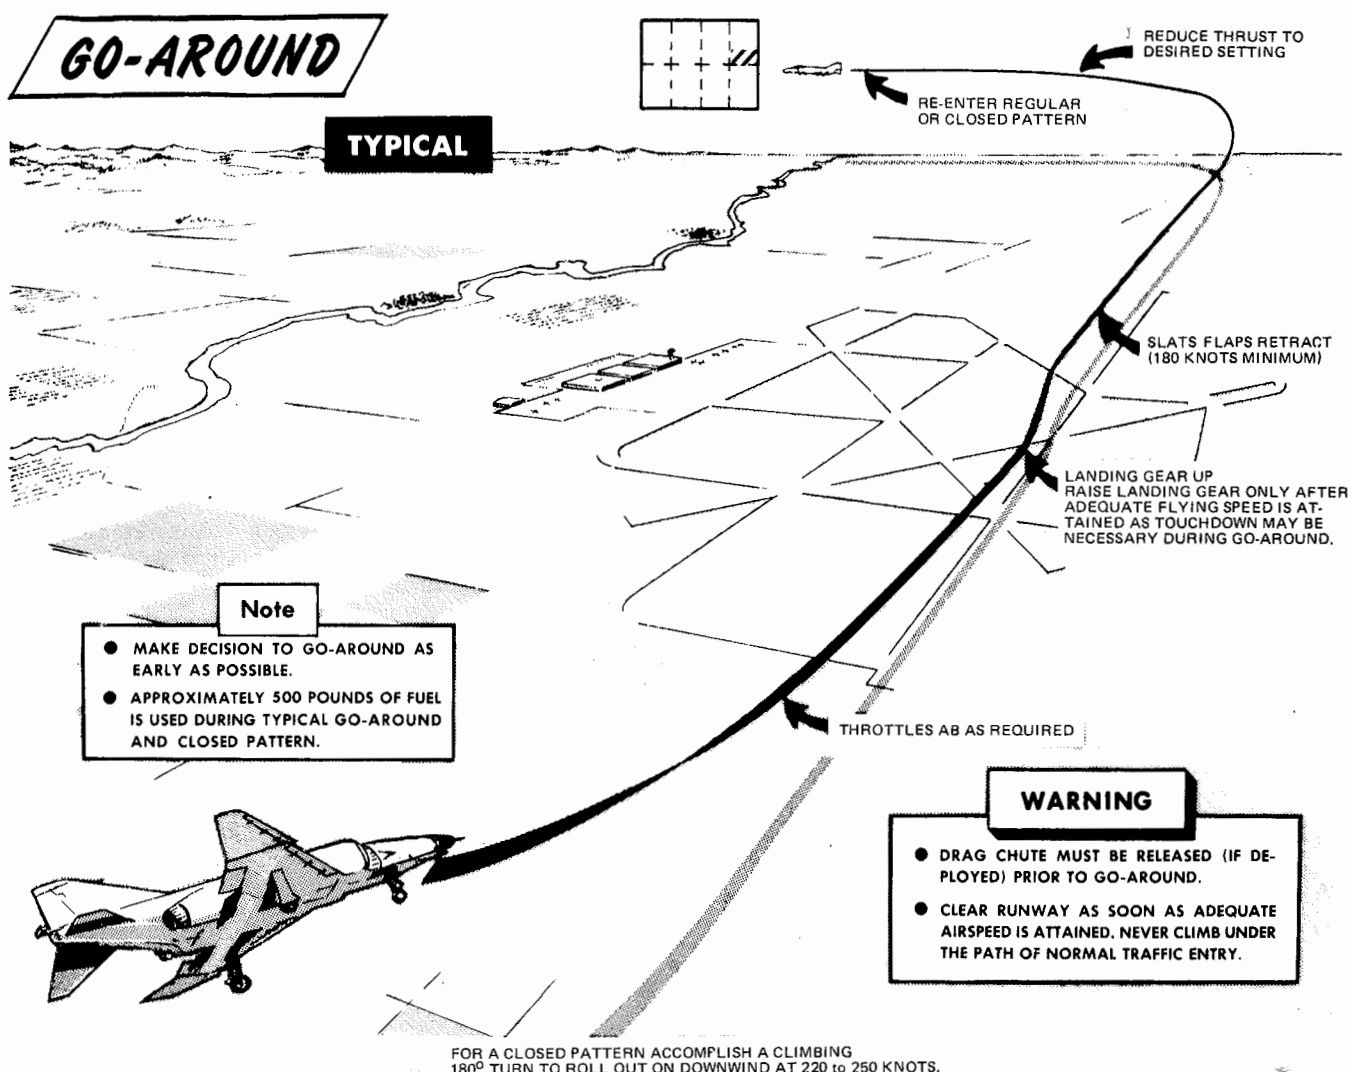 GO-AROUND
TYPICAL
REDUCE THRUST TO
DESIRED SETTING
RE-ENTER REGULAR
OR CLOSED PATTERN
SLATS FLAPS RETRACT
(180 KNOTS MINIMUM)
LANDING GEAR UP
RAISE LANDING GEAR ONLY AFTER
ADEQUATE FLYING SPEED IS AT-
TAINED AS TOUCHDOWN MAY BE
NECESSARY DURING GO-AROUND.
Note
● MAKE DECISION TO GO-AROUND AS
EARLY AS POSSIBLE.
● APPROXIMATELY 500 POUNDS OF FUEL
IS USED DURING TYPICAL GO-AROUND
AND CLOSED PATTERN.
THROTTLES AB AS REQUIRED
WARNING
● DRAG CHUTE MUST BE RELEASED (IF DE-
PLOYED) PRIOR TO GO-AROUND.
● CLEAR RUNWAY AS SOON AS ADEQUATE
AIRSPEED IS ATTAINED. NEVER CLIMB UNDER
THE PATH OF NORMAL TRAFFIC ENTRY.
FOR A CLOSED PATTERN ACCOMPLISH A CLIMBING
180° TURN TO ROLL OUT ON DOWNWIND AT 220 to 250 KNOTS.